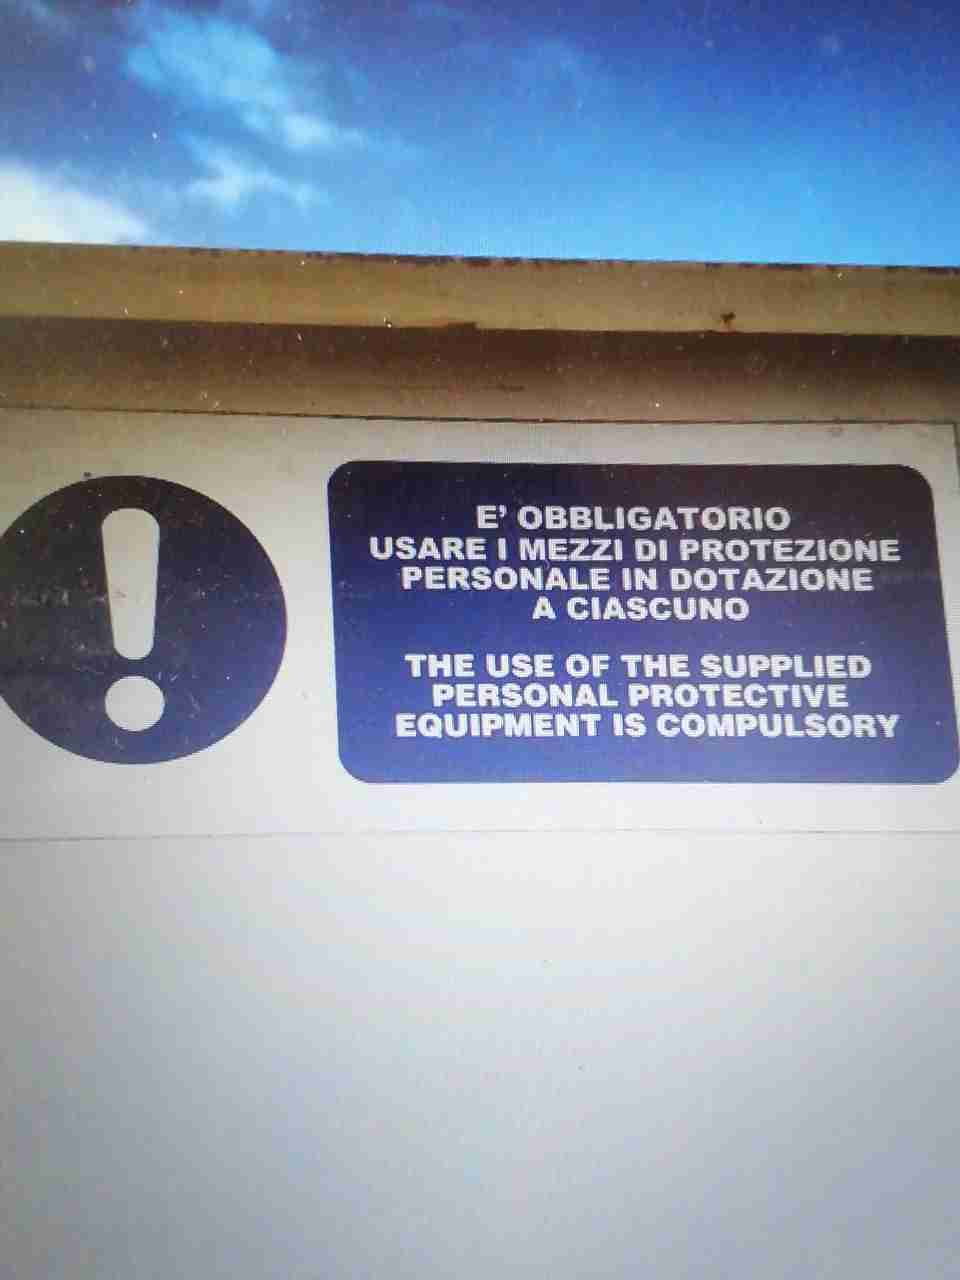 E' OBBLIGATORIO
USARE I MEZZI DI PROTEZIONE
PERSONALE IN DOTAZIONE
A CIASCUNO
THE USE OF THE SUPPLIED
PERSONAL PROTECTIVE
EQUIPMENT IS COMPULSORY